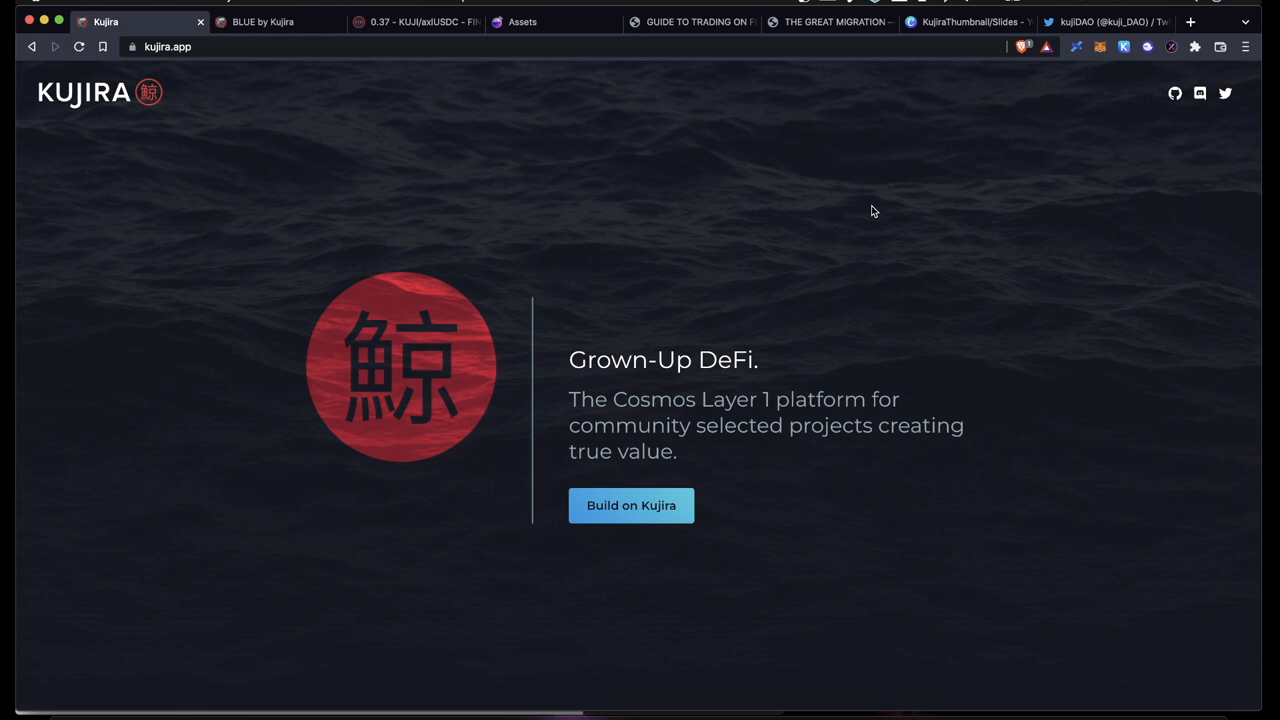 Kujira
BLUE by Kujira
0.37 - KUJI/axlUSDC - FIN
Assets
GUIDE TO TRADING ON F
THE GREAT MIGRATION –
KujiraThumbnail/Slides - Y
kujiDAO (@kuji_DAO) / Twi
kujira.app
1
KUJIRA 鯨
鯨
Grown-Up DeFi.
The Cosmos Layer 1 platform for
community selected projects creating
true value.
Build on Kujira